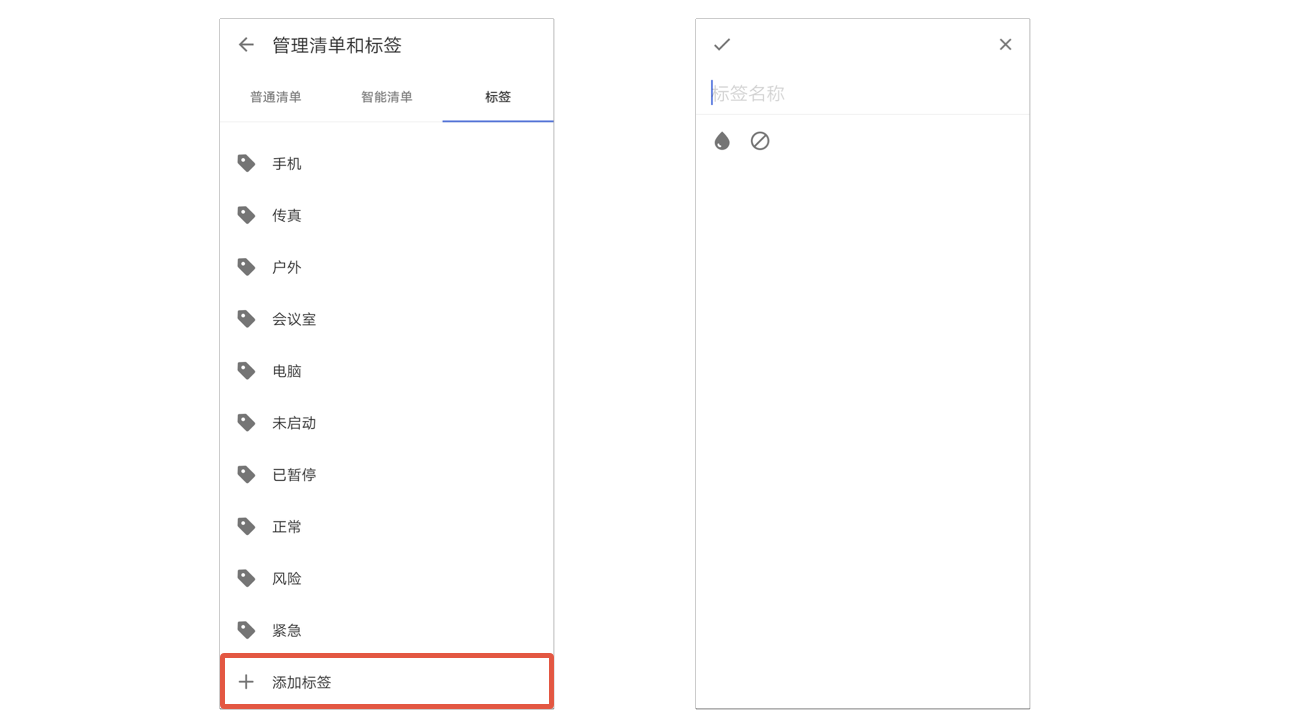 管理清单和标签
普通清单 智能清单 标签
手机
传真
户外
会议室
电脑
未启动
已暂停
正常
风险
紧急
添加标签
标签名称